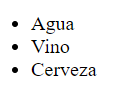 • Agua
• Vino
• Cerveza